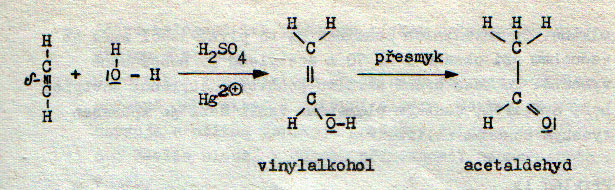 H
C
C
H
+
H
O
H
H2SO4
Hg2⊕
H H
C
C
H O H
vinylalkohol
přesmyk
H
H H
C
C
H O
acetaldehyd